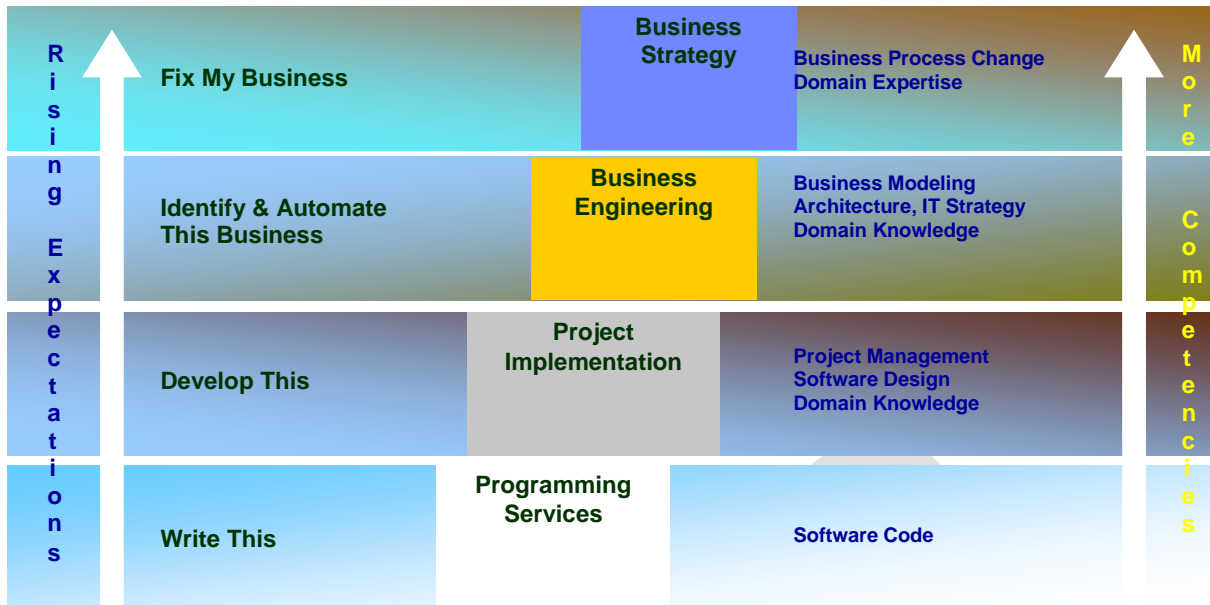 Rising Expectations
Fix My Business
Business
Strategy
Business Process Change
Domain Expertise
Identify & Automate
This Business
Business
Engineering
Business Modeling
Architecture, IT Strategy
Domain Knowledge
Develop This
Project
Implementation
Project Management
Software Design
Domain Knowledge
Write This
Programming
Services
Software Code
More Competencies